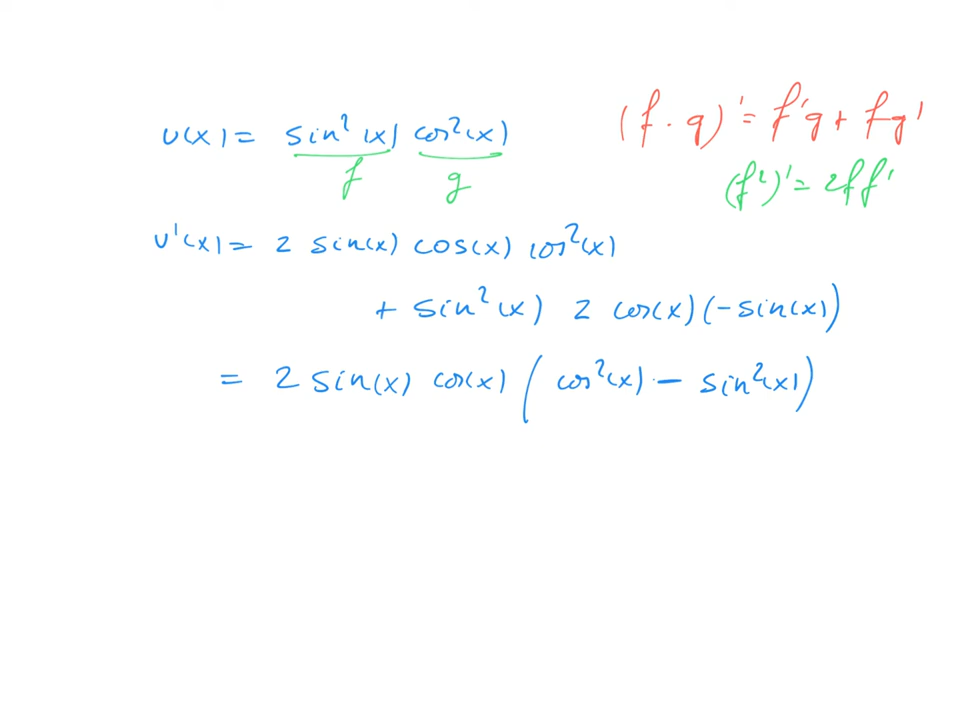 u(x) = sin²(x) cos²(x)
f g
(f · g)' = f'g + fg'
(f²)' = 2ff'
u'(x) = 2 sin(x) cos(x) cos²(x)
+ sin²(x) 2 cos(x) (-sin(x))
= 2 sin(x) cos(x) (cos²(x) - sin²(x))